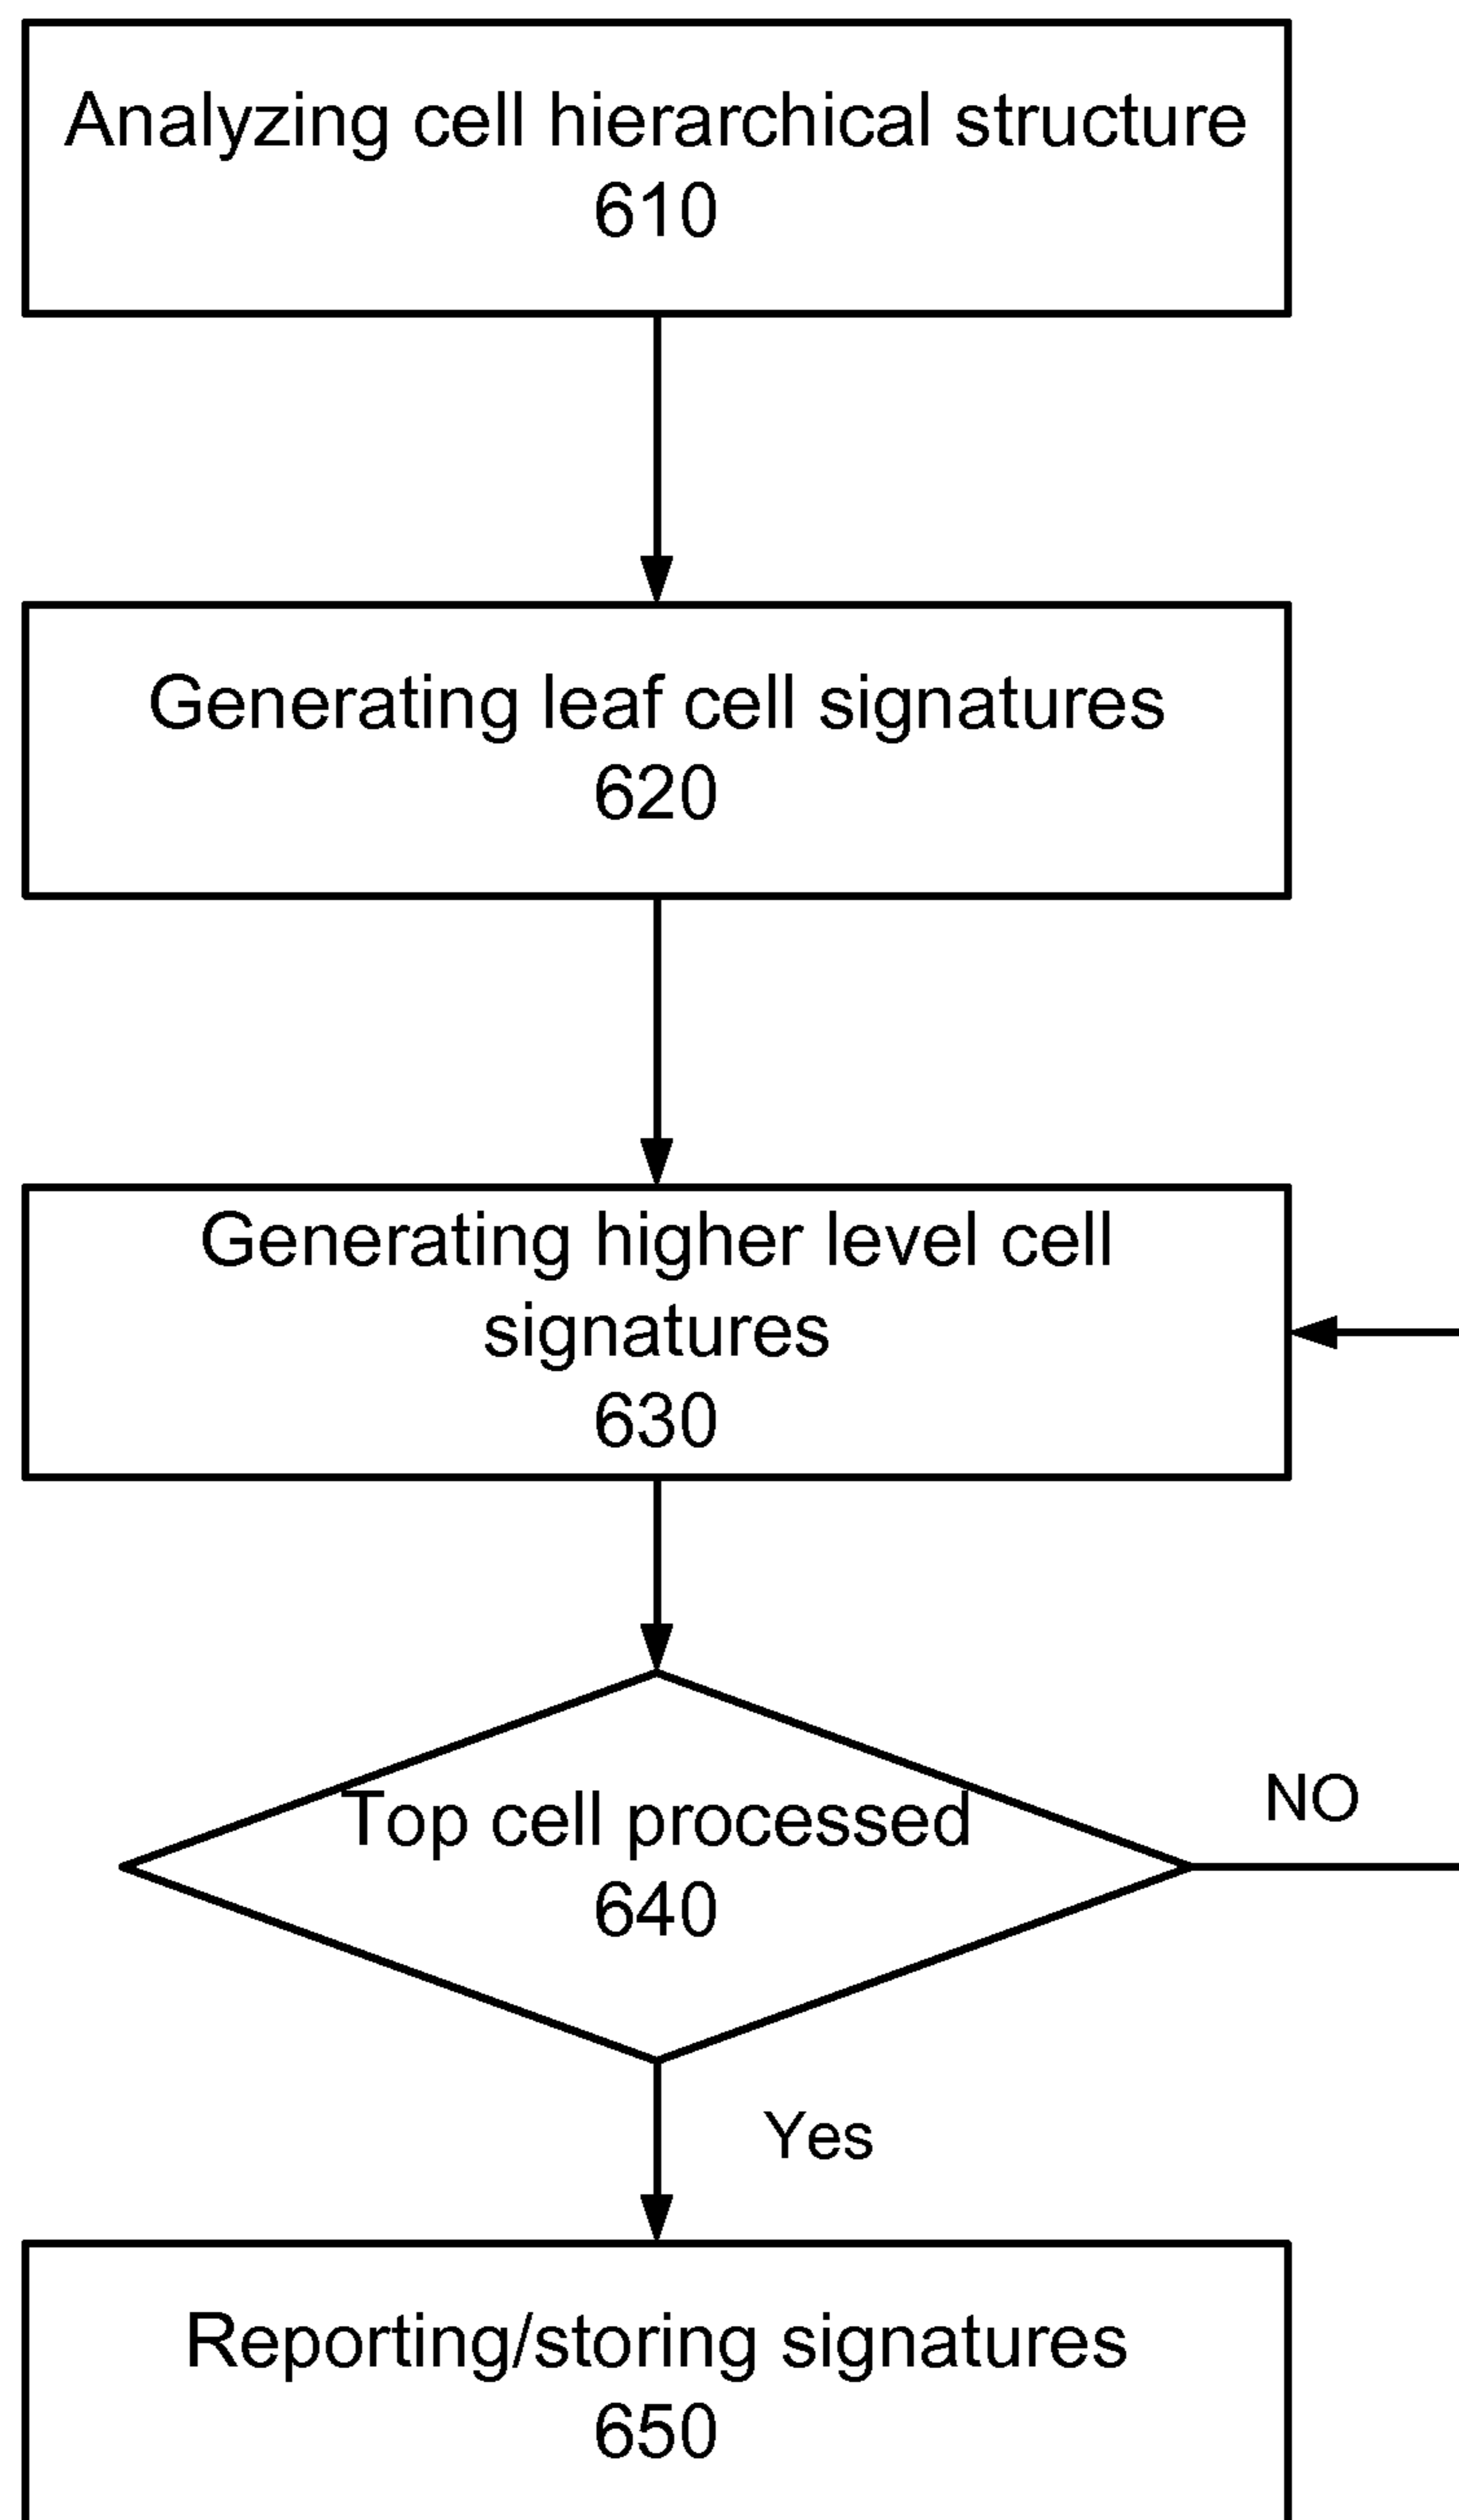 Analyzing cell hierarchical structure
610
Generating leaf cell signatures
620
Generating higher level cell
signatures
630
Top cell processed
640
NO
Yes
Reporting/storing signatures
650